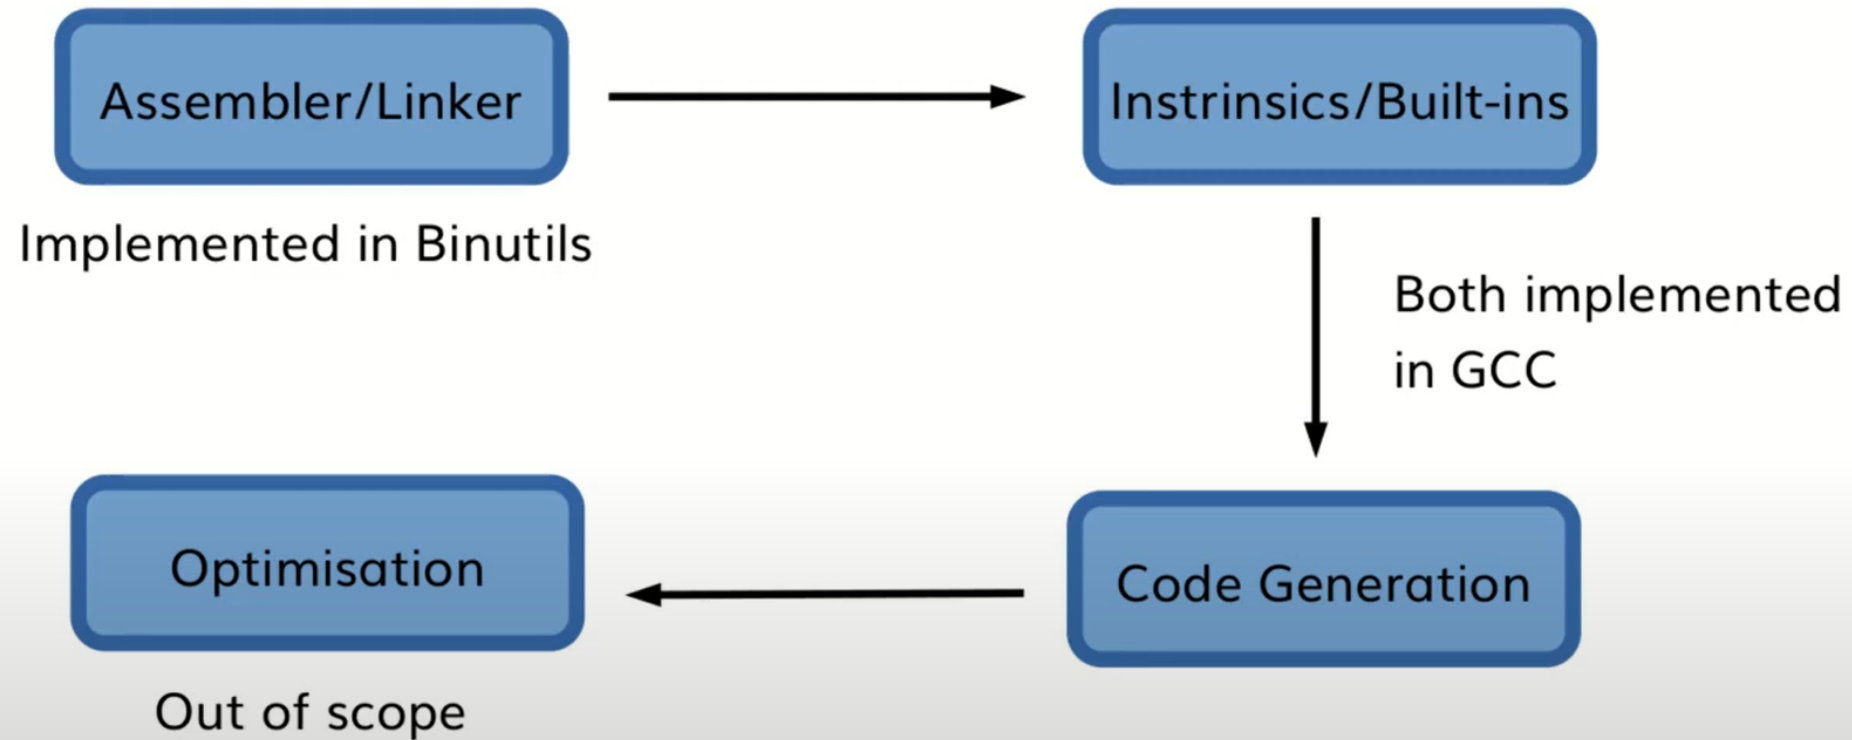 Assembler/Linker
Instrinsics/Built-ins
Implemented in Binutils
Both implemented
in GCC
Optimisation
Code Generation
Out of scope